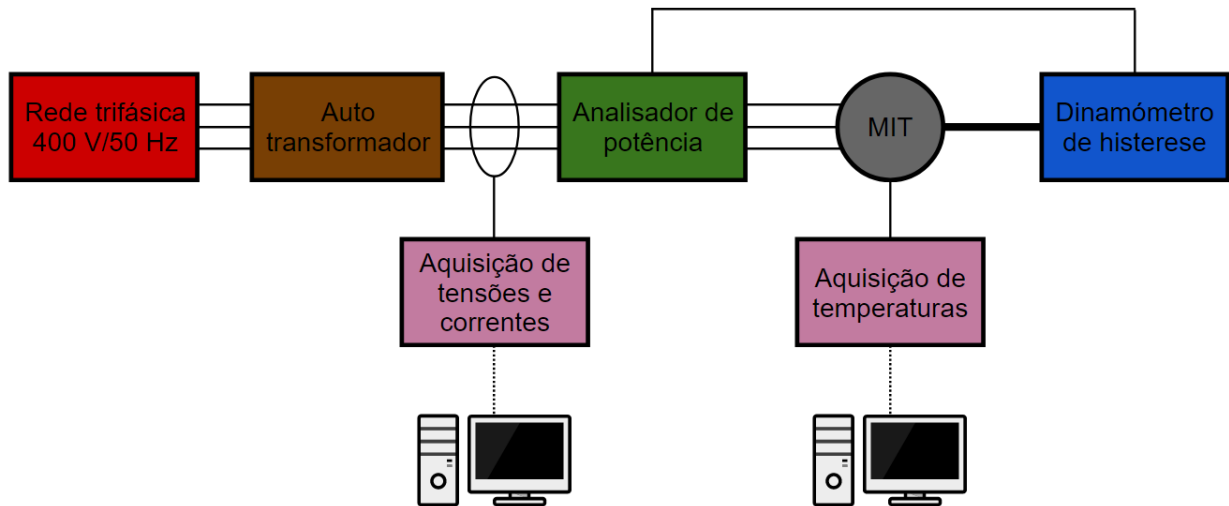 Rede trifásica
400 V/50 Hz
Auto
transformador
Analisador de
potência
MIT
Dinamómetro
de histerese
Aquisição de
tensões e
correntes
Aquisição de
temperaturas